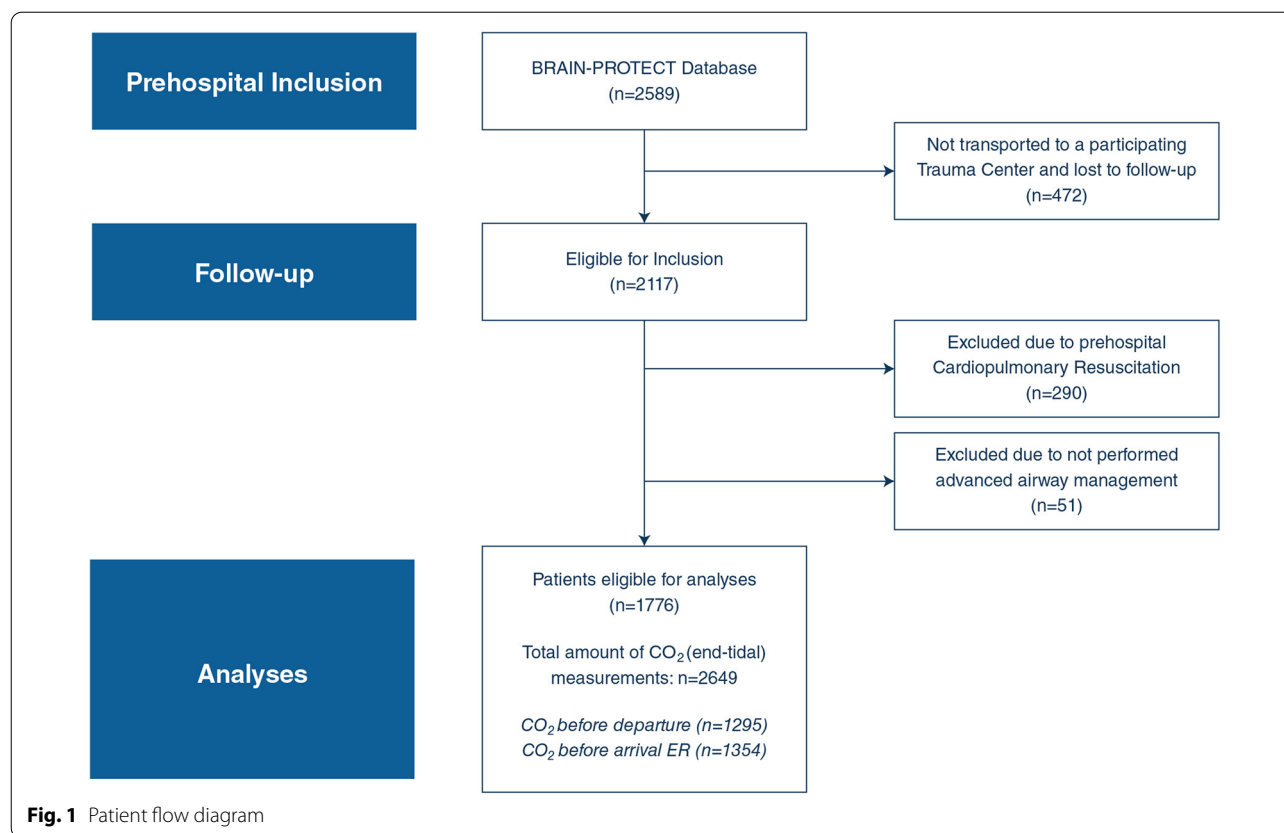 Prehospital Inclusion
BRAIN-PROTECT Database
(n=2589)
Not transported to a participating
Trauma Center and lost to follow-up
(n=472)
Follow-up
Eligible for Inclusion
(n=2117)
Excluded due to prehospital
Cardiopulmonary Resuscitation
(n=290)
Excluded due to not performed
advanced airway management
(n=51)
Analyses
Patients eligible for analyses
(n=1776)
Total amount of CO₂ (end-tidal)
measurements: n=2649
CO₂ before departure (n=1295)
CO₂ before arrival ER (n=1354)
Fig. 1 Patient flow diagram